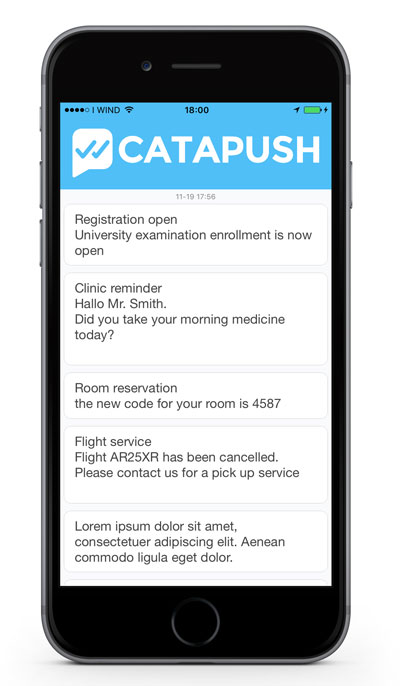 I WIND 18:00
CATAPUSH
11-19 17:56
Registration open
University examination enrollment is now
open
Clinic reminder
Hallo Mr. Smith.
Did you take your morning medicine
today?
Room reservation
the new code for your room is 4587
Flight service
Flight AR25XR has been cancelled.
Please contact us for a pick up service
Lorem ipsum dolor sit amet,
consectetuer adipiscing elit. Aenean
commodo ligula eget dolor.